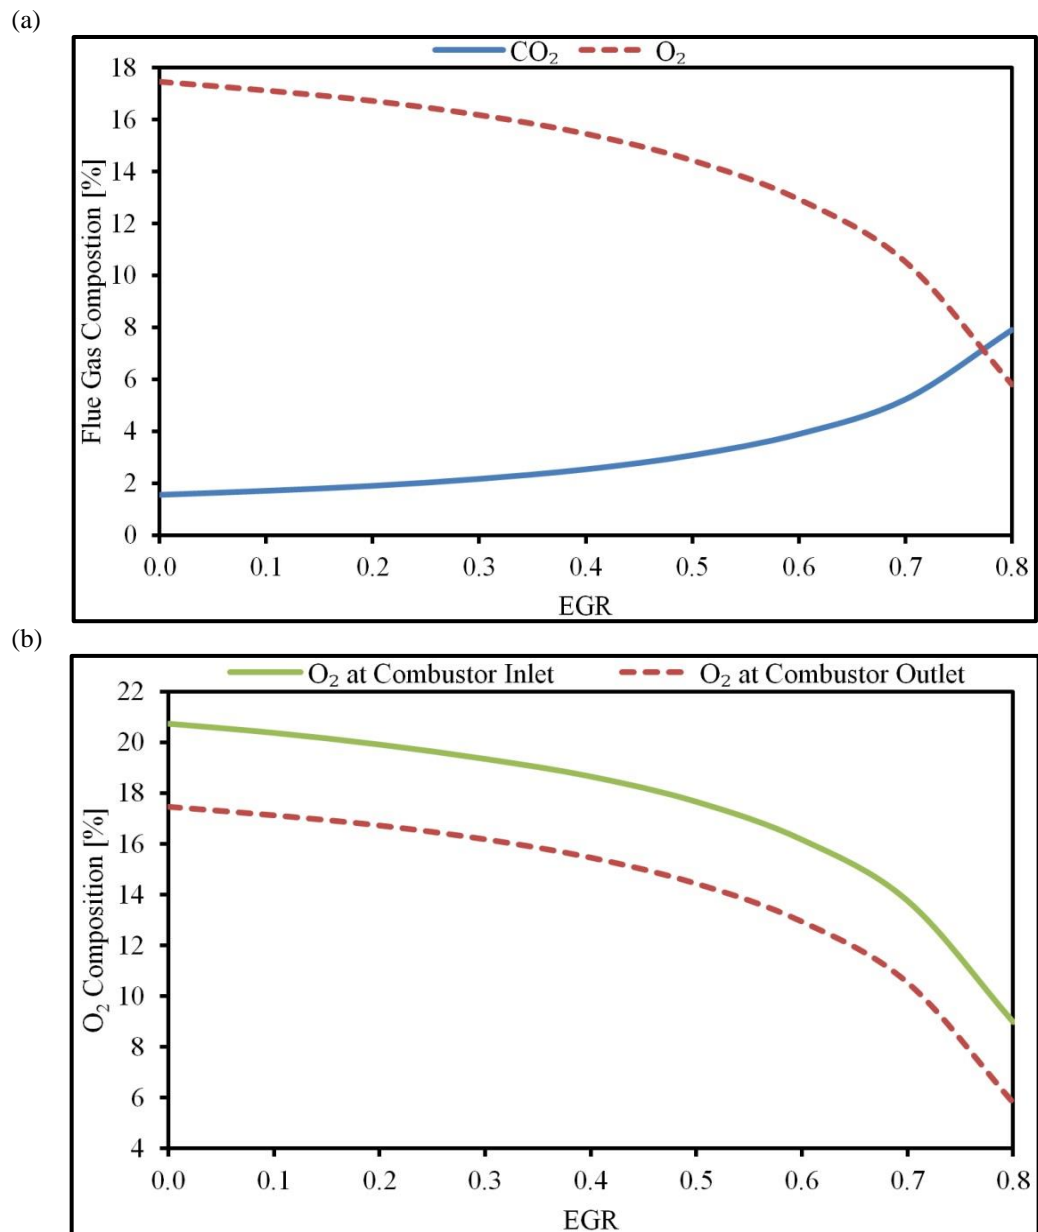 (a)
CO₂ O₂
18
16
14
12
10
8
6
4
2
0
Flue Gas Compostion [%]
0.0 0.1 0.2 0.3 0.4 0.5 0.6 0.7 0.8
EGR
(b)
O₂ at Combustor Inlet O₂ at Combustor Outlet
22
20
18
16
14
12
10
8
6
4
O₂ Composition [%]
0.0 0.1 0.2 0.3 0.4 0.5 0.6 0.7 0.8
EGR